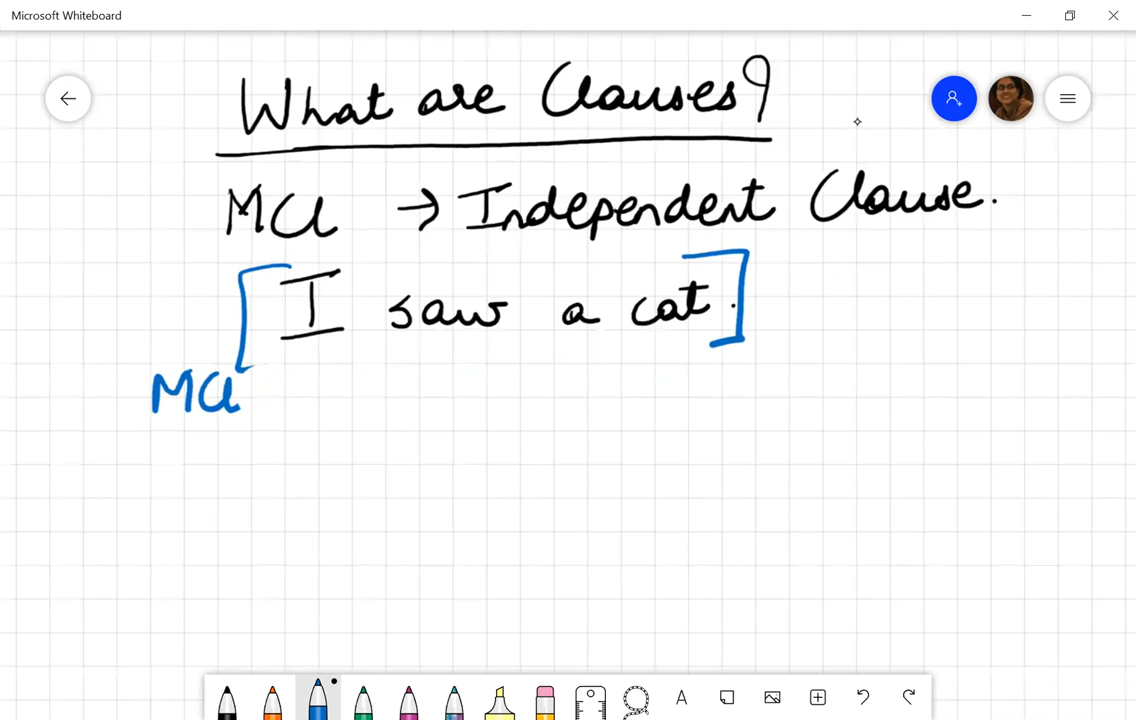 Microsoft Whiteboard
What are Clauses?
MCl → Independent Clause.
[I saw a cat.]
MCl
A